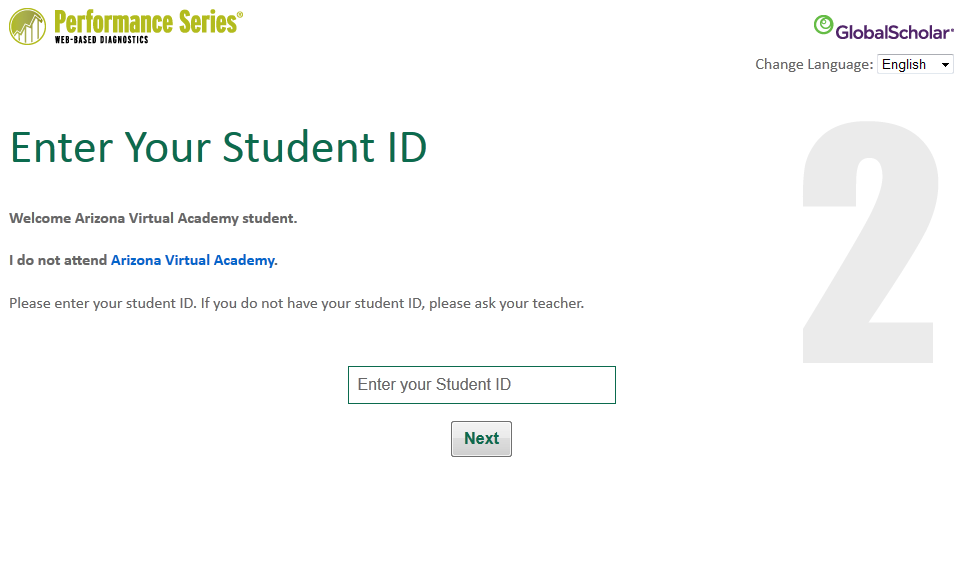 Performance Series®
WEB-BASED DIAGNOSTICS
GlobalScholar
Change Language: English
Enter Your Student ID
2
Welcome Arizona Virtual Academy student.
I do not attend Arizona Virtual Academy.
Please enter your student ID. If you do not have your student ID, please ask your teacher.
Enter your Student ID
Next